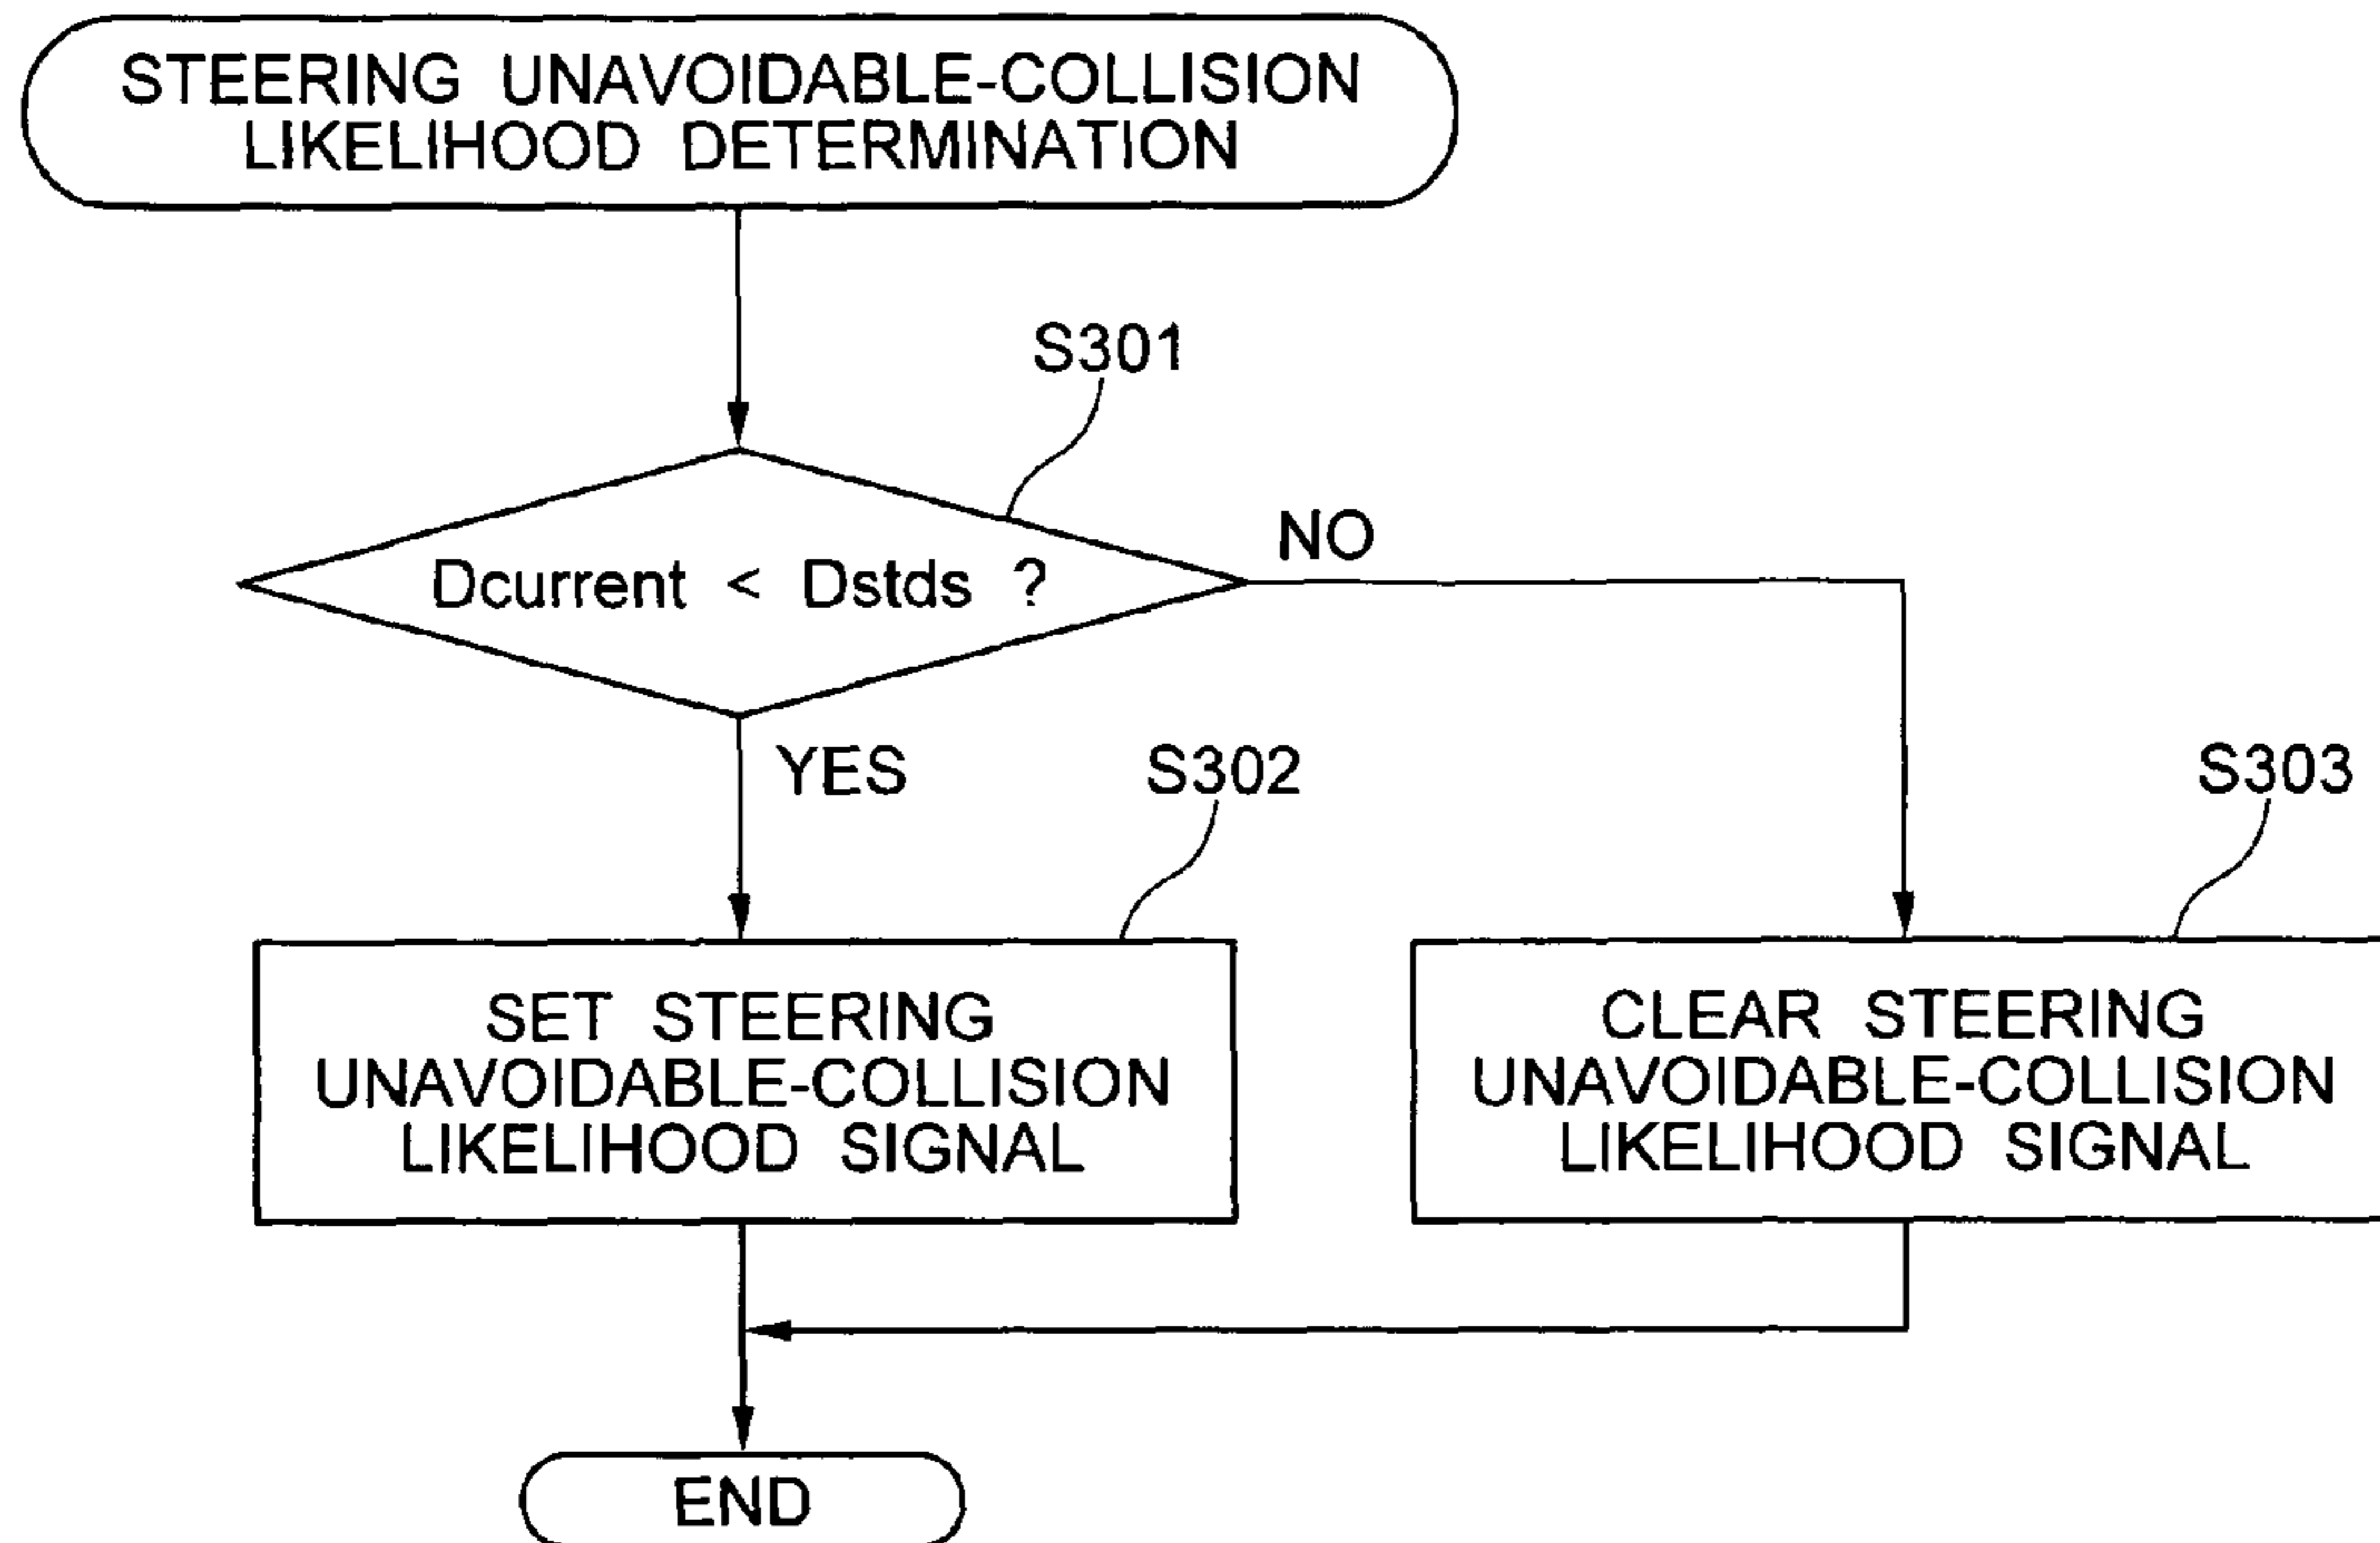 STEERING UNAVOIDABLE-COLLISION
LIKELIHOOD DETERMINATION
S301
Dcurrent < Dstds ?
NO
YES
S302
S303
SET STEERING
UNAVOIDABLE-COLLISION
LIKELIHOOD SIGNAL
CLEAR STEERING
UNAVOIDABLE-COLLISION
LIKELIHOOD SIGNAL
END